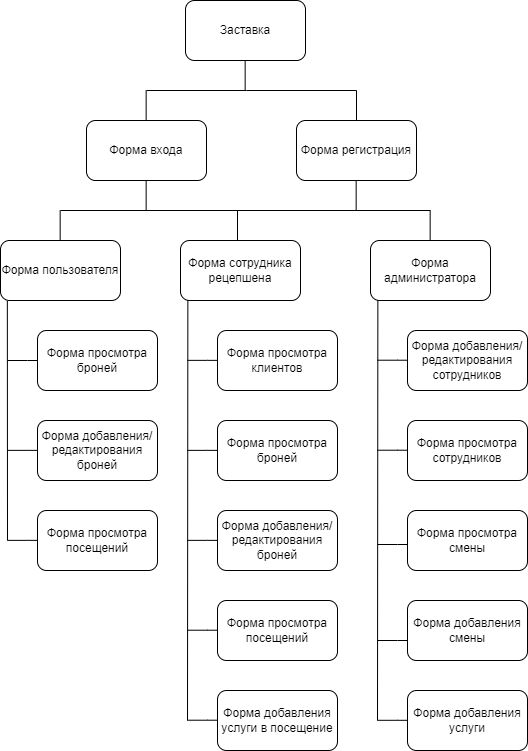 Заставка
Форма входа
Форма регистрация
Форма пользователя
Форма сотрудника
рецепшена
Форма
администратора
Форма просмотра
броней
Форма добавления/
редактирования
броней
Форма просмотра
посещений
Форма просмотра
клиентов
Форма просмотра
броней
Форма добавления/
редактирования
броней
Форма просмотра
посещений
Форма добавления
услуги в посещение
Форма добавления/
редактирования
сотрудников
Форма просмотра
сотрудников
Форма просмотра
смены
Форма добавления
смены
Форма добавления
услуги